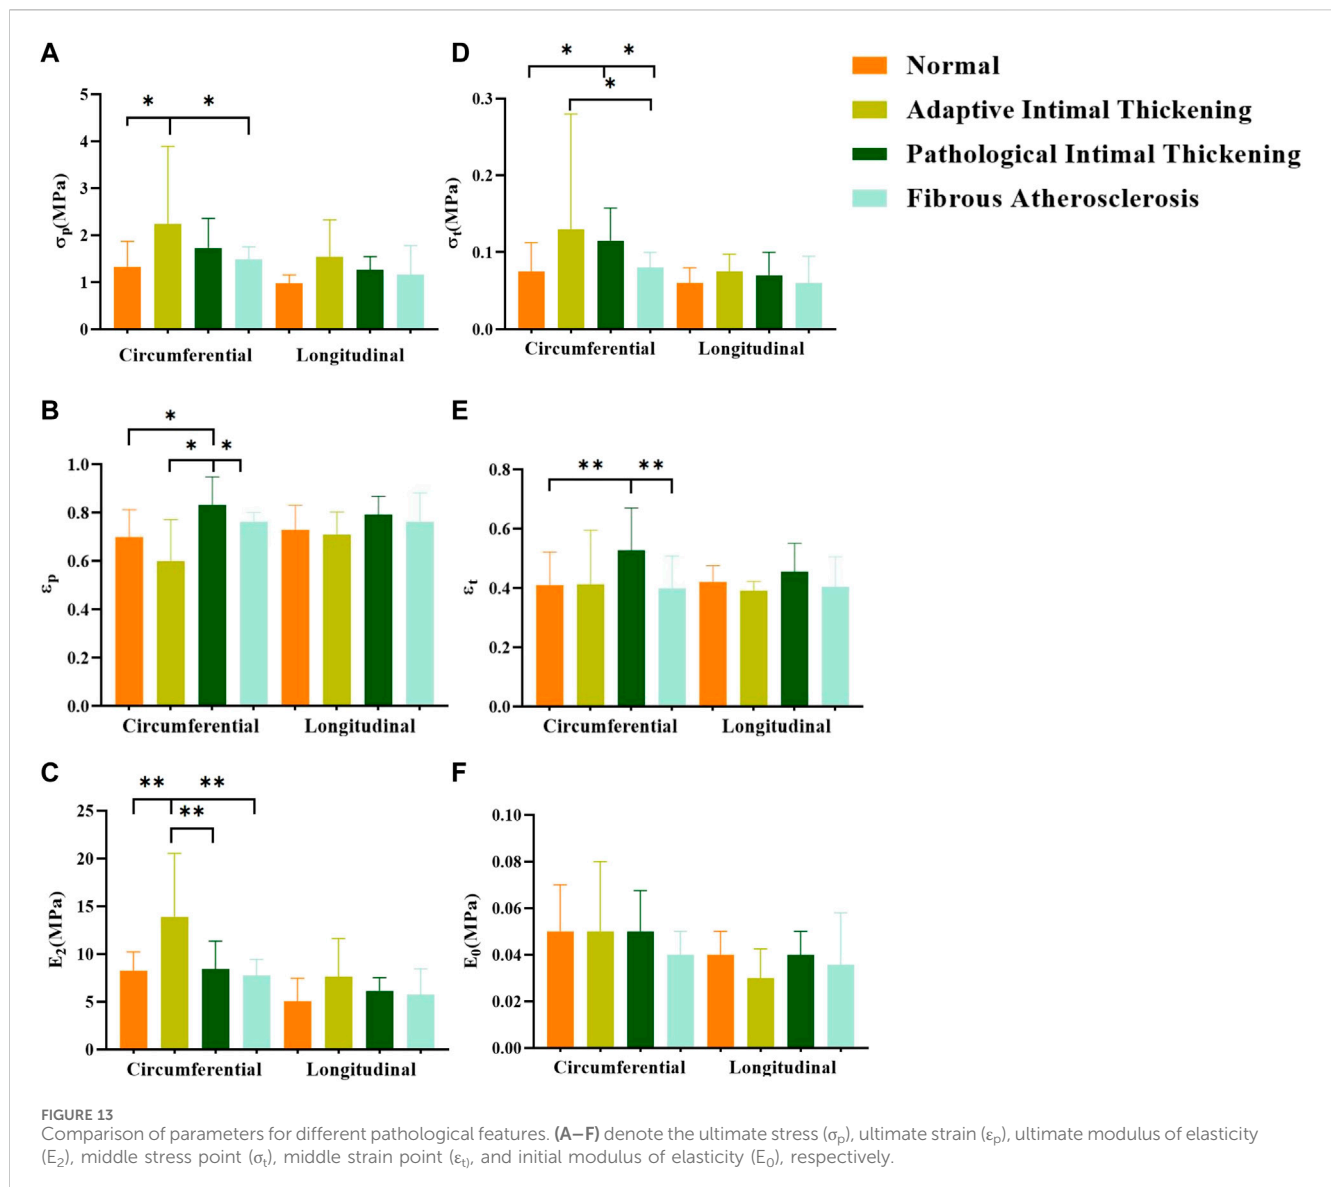 A
* *
5
4
3
2
1
0
σp(MPa)
Circumferential Longitudinal
D
* *
*
0.3
0.2
0.1
0.0
σt(MPa)
Circumferential Longitudinal
Normal
Adaptive Intimal Thickening
Pathological Intimal Thickening
Fibrous Atherosclerosis
B
*
* *
1.0
0.8
0.6
0.4
0.2
0.0
εp
Circumferential Longitudinal
E
** **
0.8
0.6
0.4
0.2
0.0
εt
Circumferential Longitudinal
C
** **
**
25
20
15
10
5
0
E2(MPa)
Circumferential Longitudinal
F
0.10
0.08
0.06
0.04
0.02
0.00
E0(MPa)
Circumferential Longitudinal
FIGURE 13
Comparison of parameters for different pathological features. (A–F) denote the ultimate stress (σp), ultimate strain (εp), ultimate modulus of elasticity
(E2), middle stress point (σt), middle strain point (εt), and initial modulus of elasticity (E0), respectively.